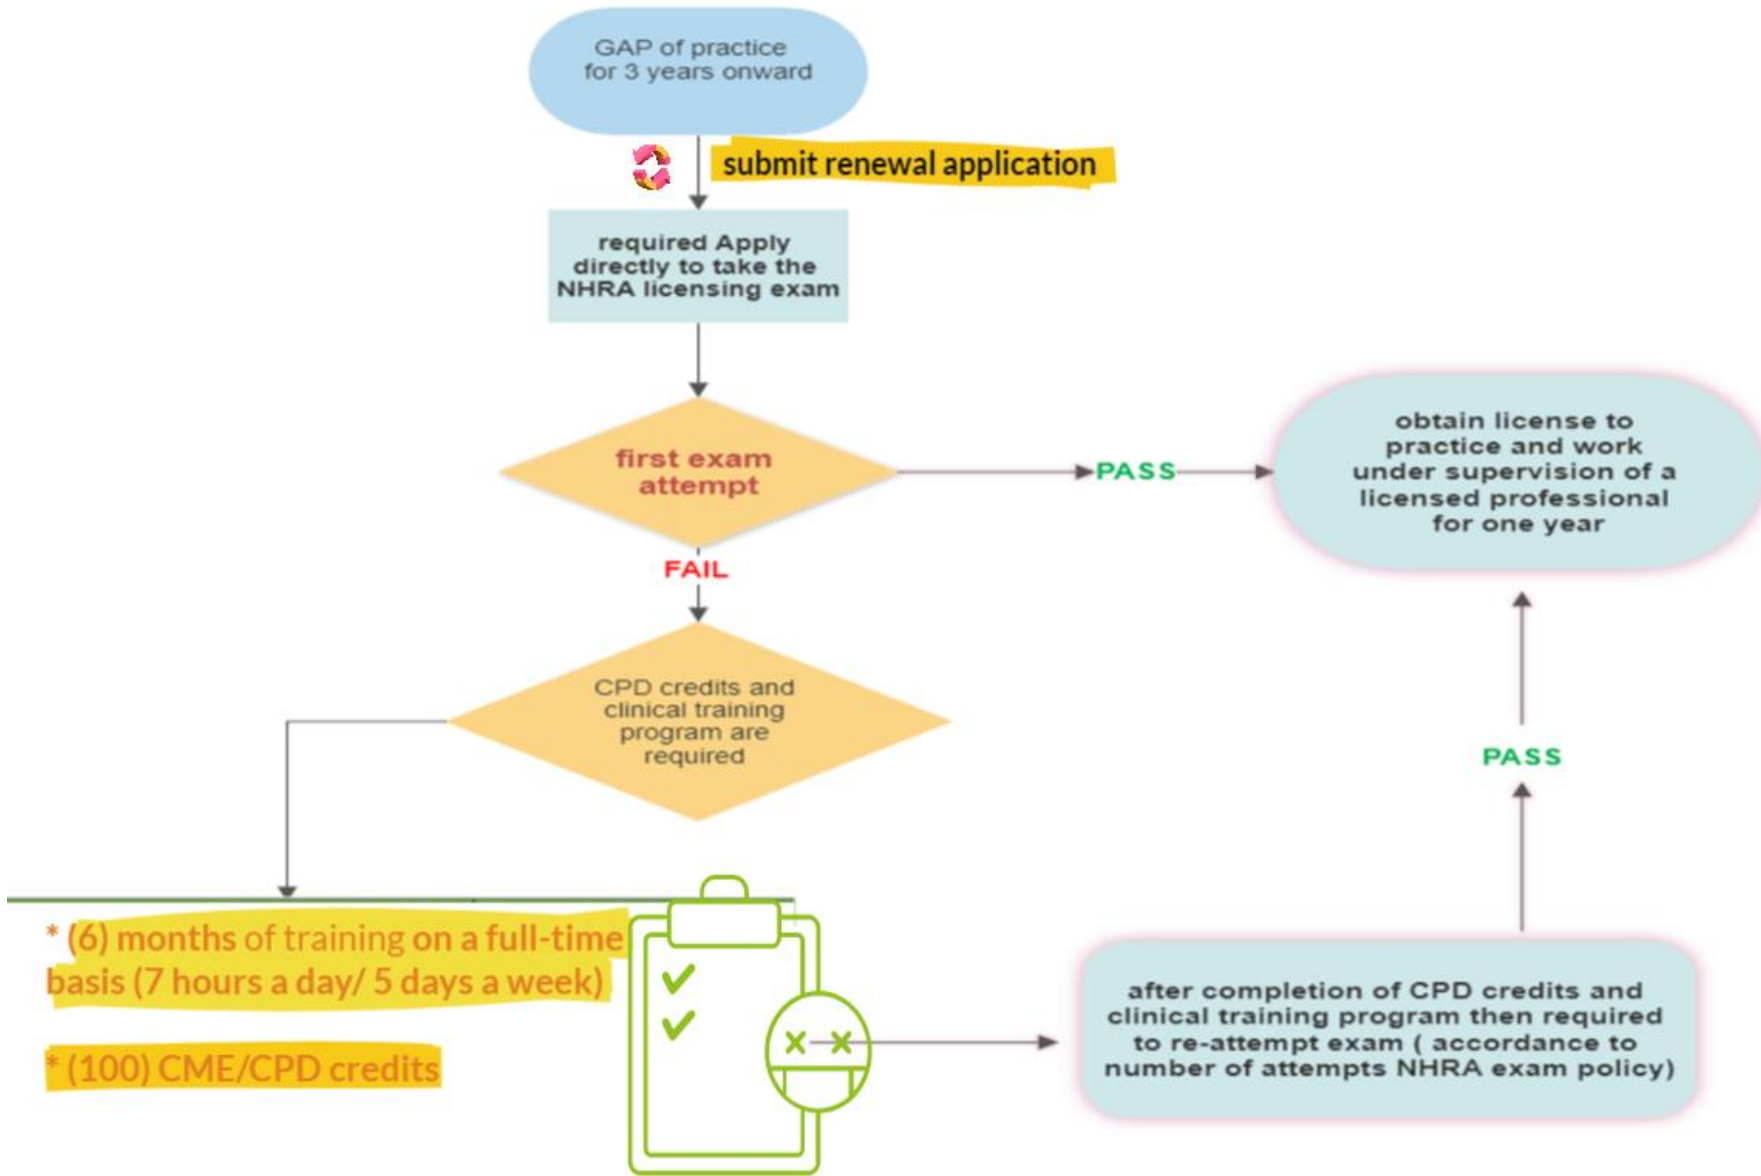 GAP of practice
for 3 years onward
submit renewal application
required Apply
directly to take the
NHRA licensing exam
first exam
attempt
PASS
obtain license to
practice and work
under supervision of a
licensed professional
for one year
FAIL
CPD credits and
clinical training
program are
required
PASS
* (6) months of training on a full-time
basis (7 hours a day/ 5 days a week)
* (100) CME/CPD credits
after completion of CPD credits and
clinical training program then required
to re-attempt exam ( accordance to
number of attempts NHRA exam policy)